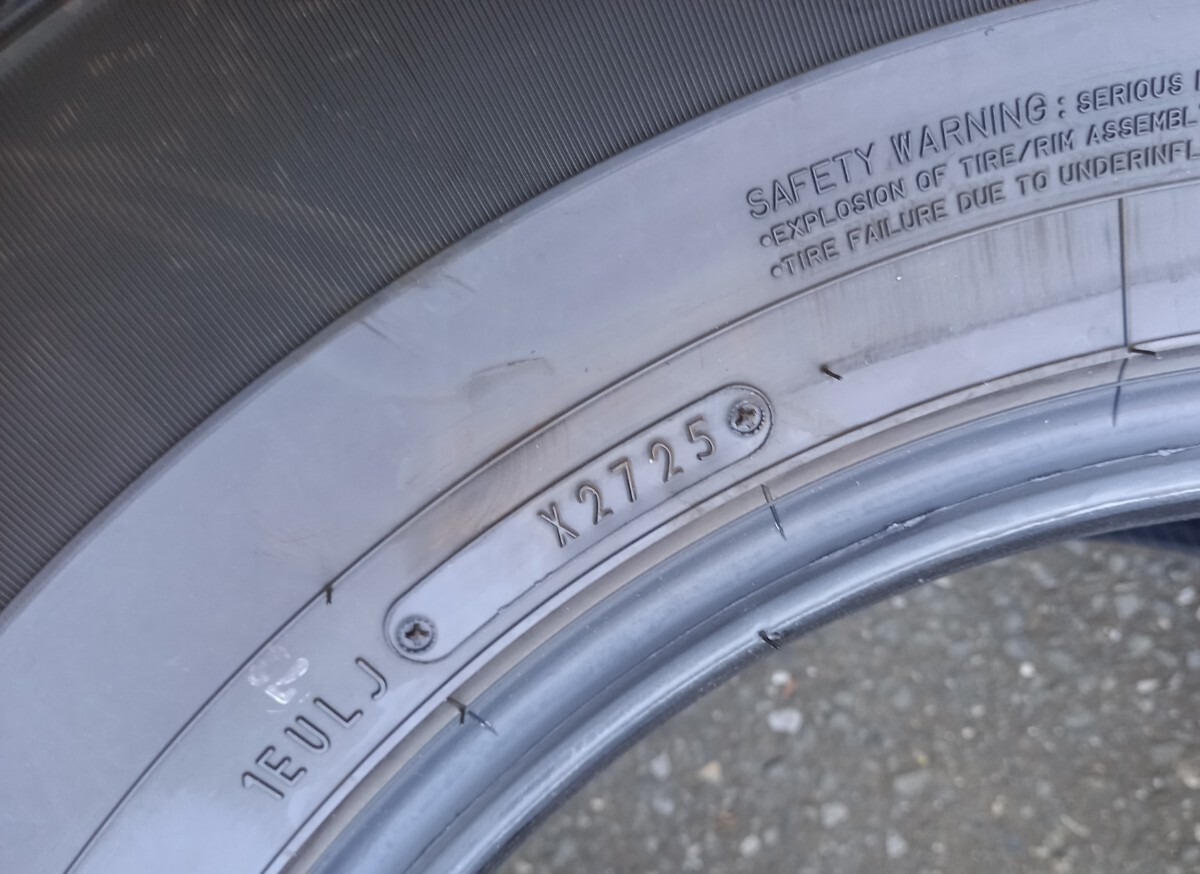 SAFETY WARNING : SERIOUS
•EXPLOSION OF TIRE/RIM ASSEMBL
•TIRE FAILURE DUE TO UNDERINFL
X2725
1EULJ